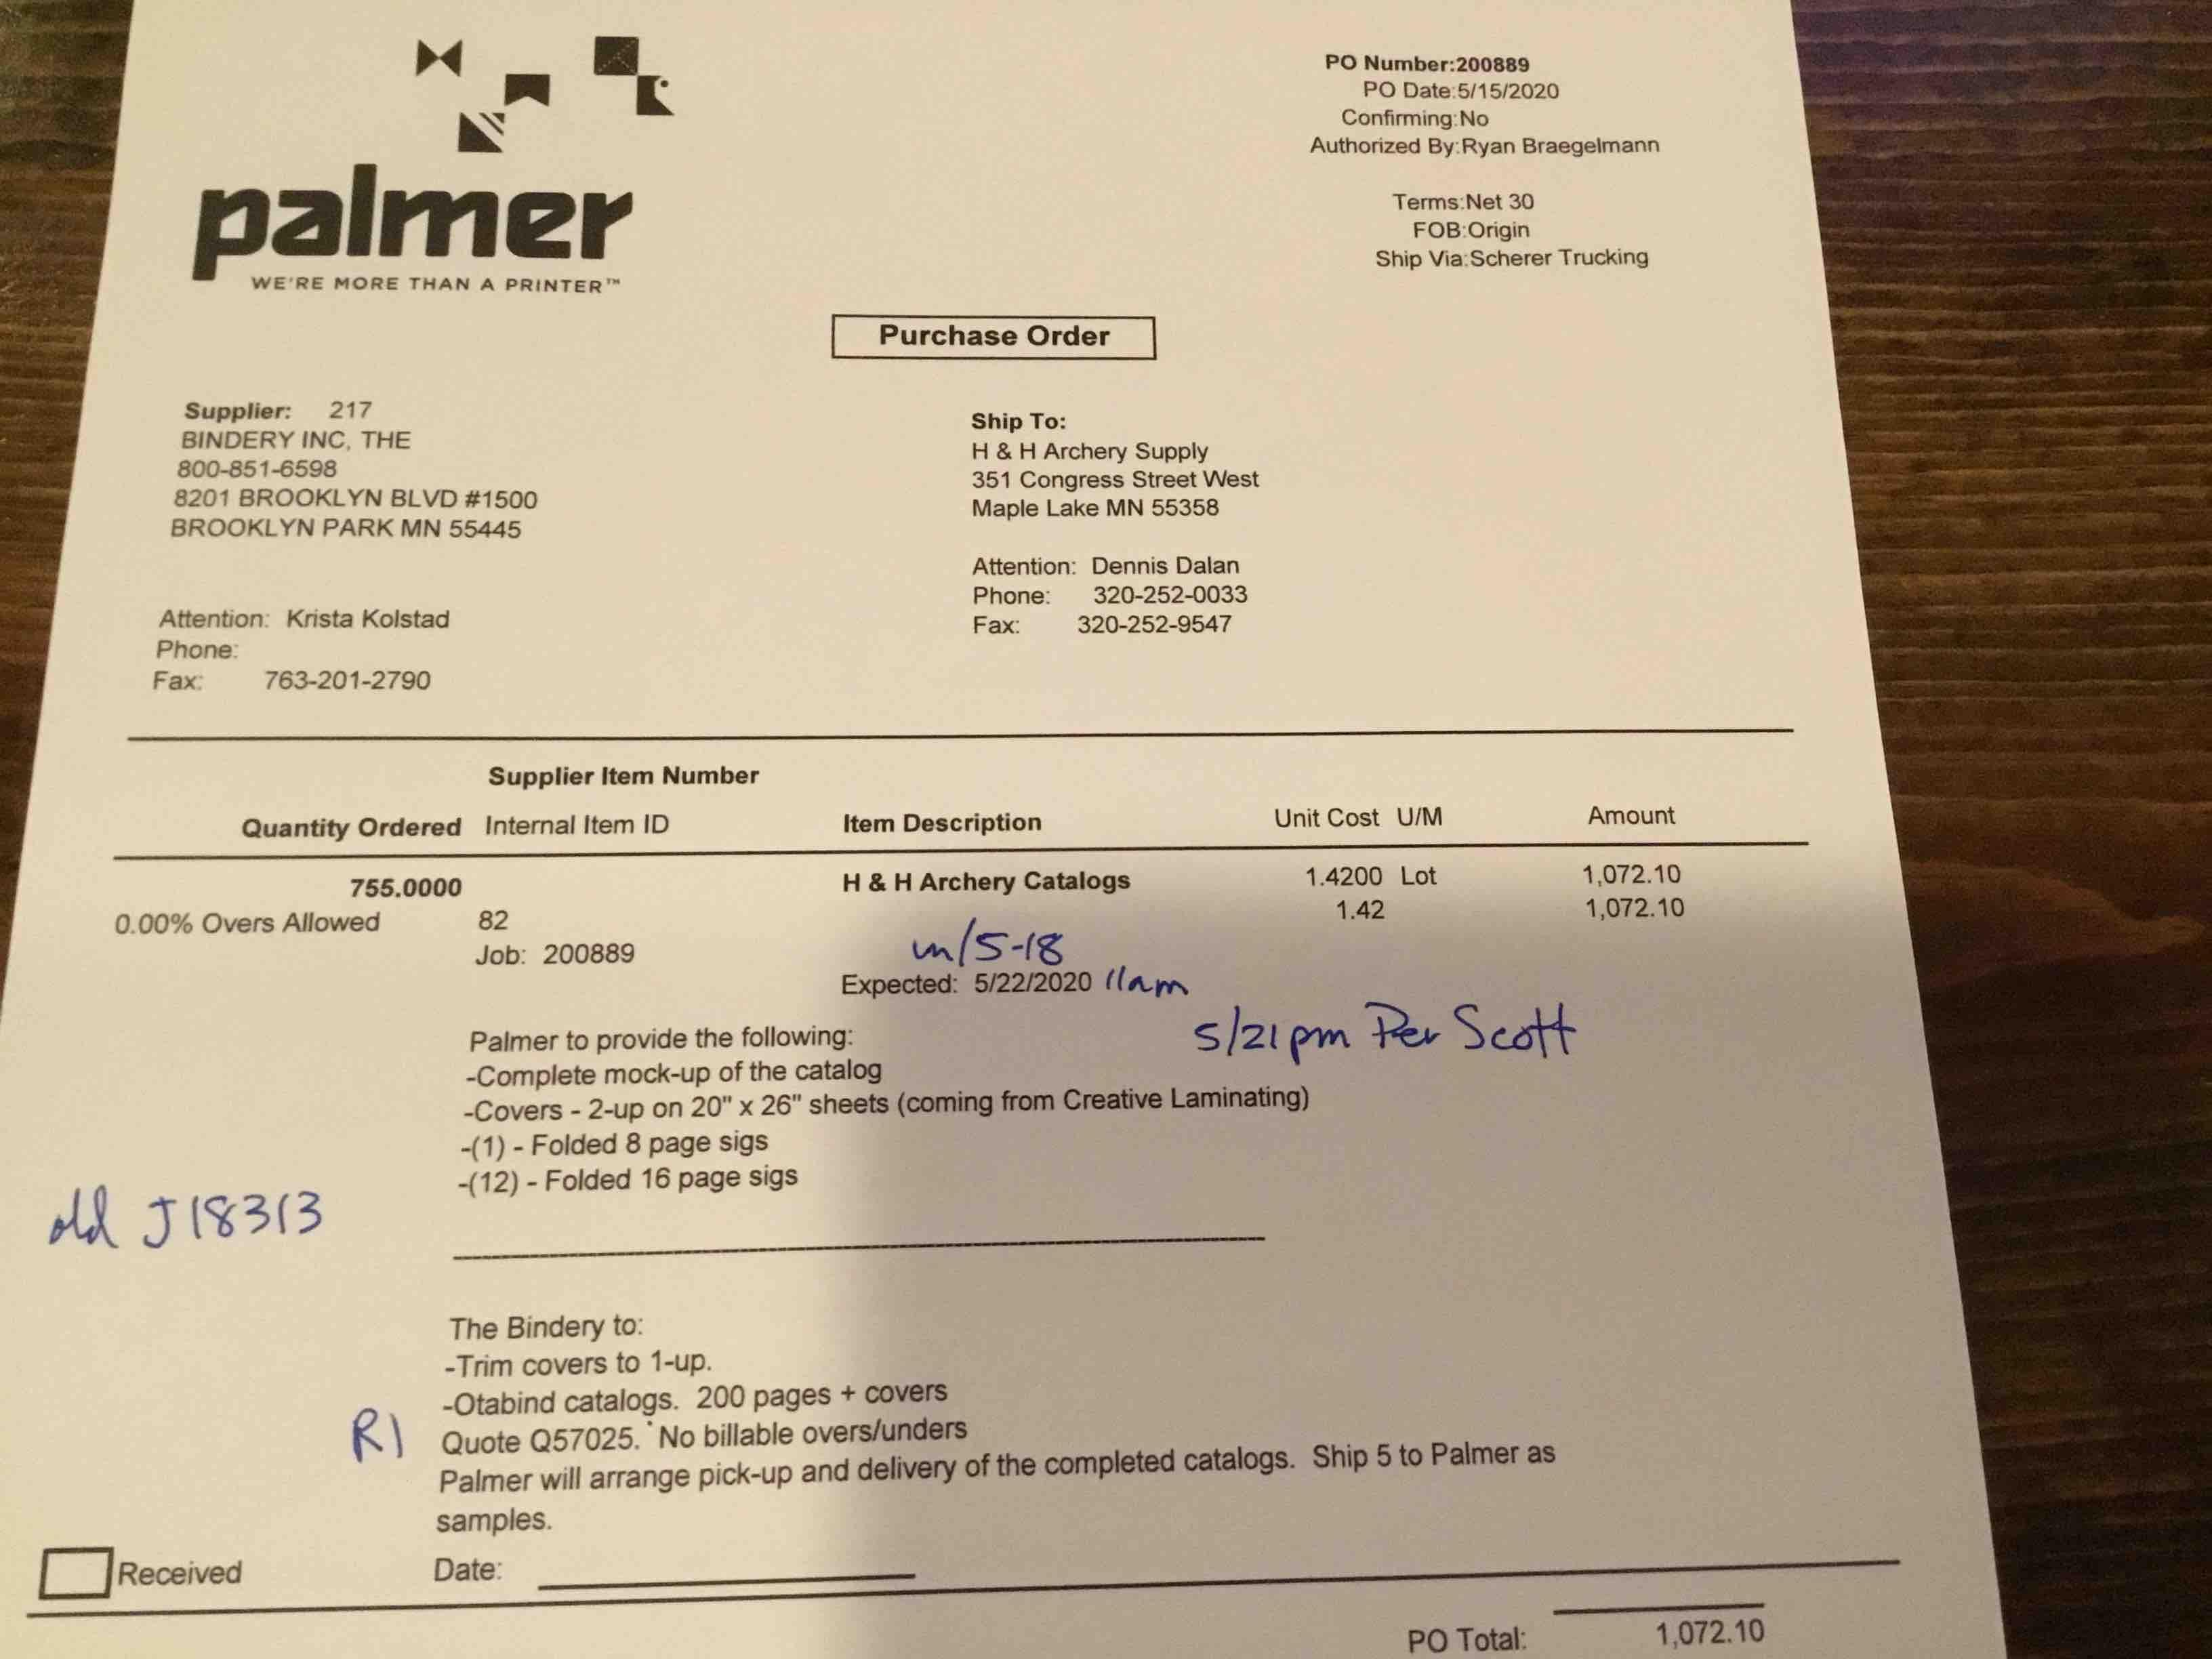 palmer
WE'RE MORE THAN A PRINTER™
PO Number:200889
PO Date:5/15/2020
Confirming:No
Authorized By:Ryan Braegelmann
Terms:Net 30
FOB:Origin
Ship Via:Scherer Trucking
Purchase Order
Supplier: 217
BINDERY INC, THE
800-851-6598
8201 BROOKLYN BLVD #1500
BROOKLYN PARK MN 55445
Attention: Krista Kolstad
Phone:
Fax: 763-201-2790
Ship To:
H & H Archery Supply
351 Congress Street West
Maple Lake MN 55358
Attention: Dennis Dalan
Phone: 320-252-0033
Fax: 320-252-9547
Supplier Item Number
Quantity Ordered Internal Item ID Item Description Unit Cost U/M Amount
755.0000 H & H Archery Catalogs 1.4200 Lot 1,072.10
0.00% Overs Allowed 82 1.42 1,072.10
Job: 200889 m/5-18
Expected: 5/22/2020 11am
5/21pm Per Scott
Palmer to provide the following:
-Complete mock-up of the catalog
-Covers - 2-up on 20" x 26" sheets (coming from Creative Laminating)
-(1) - Folded 8 page sigs
-(12) - Folded 16 page sigs
old J18313
The Bindery to:
-Trim covers to 1-up.
-Otabind catalogs. 200 pages + covers
R1 Quote Q57025. No billable overs/unders
Palmer will arrange pick-up and delivery of the completed catalogs. Ship 5 to Palmer as
samples.
Received Date:
PO Total: 1,072.10